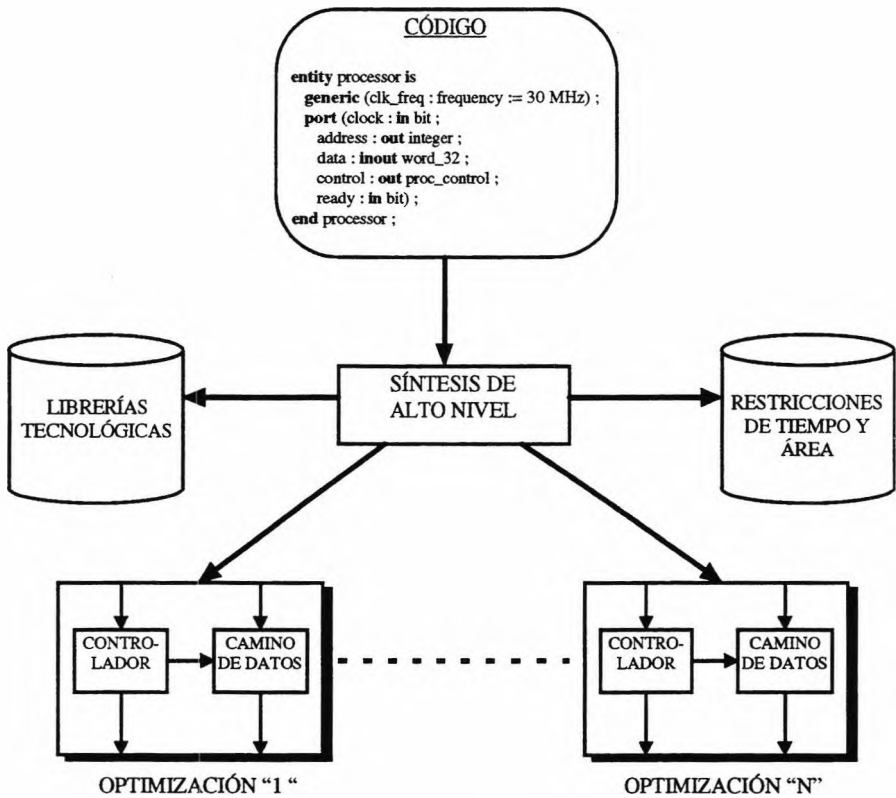 CÓDIGO
entity processor is
generic (clk_freq : frequency := 30 MHz) ;
port (clock : in bit ;
address : out integer ;
data : inout word_32 ;
control : out proc_control ;
ready : in bit) ;
end processor ;
LIBRERÍAS
TECNOLÓGICAS
SÍNTESIS DE
ALTO NIVEL
RESTRICCIONES
DE TIEMPO Y
ÁREA
CONTRO-
LADOR
CAMINO
DE DATOS
CONTRO-
LADOR
CAMINO
DE DATOS
OPTIMIZACIÓN “1 “
OPTIMIZACIÓN “N”